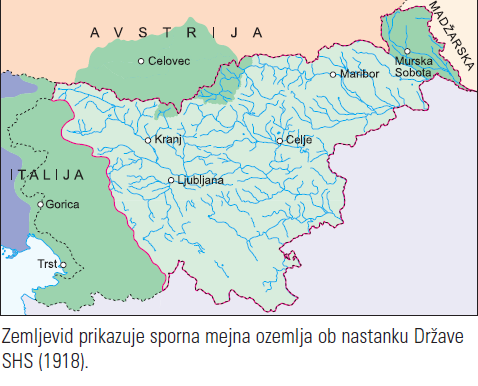 AVSTRIJA
MADŽARSKA
Celovec
Maribor
Murska
Sobota
Kranj
Celje
ITALIJA
Ljubljana
Gorica
Trst
Zemljevid prikazuje sporna mejna ozemlja ob nastanku Države
SHS (1918).